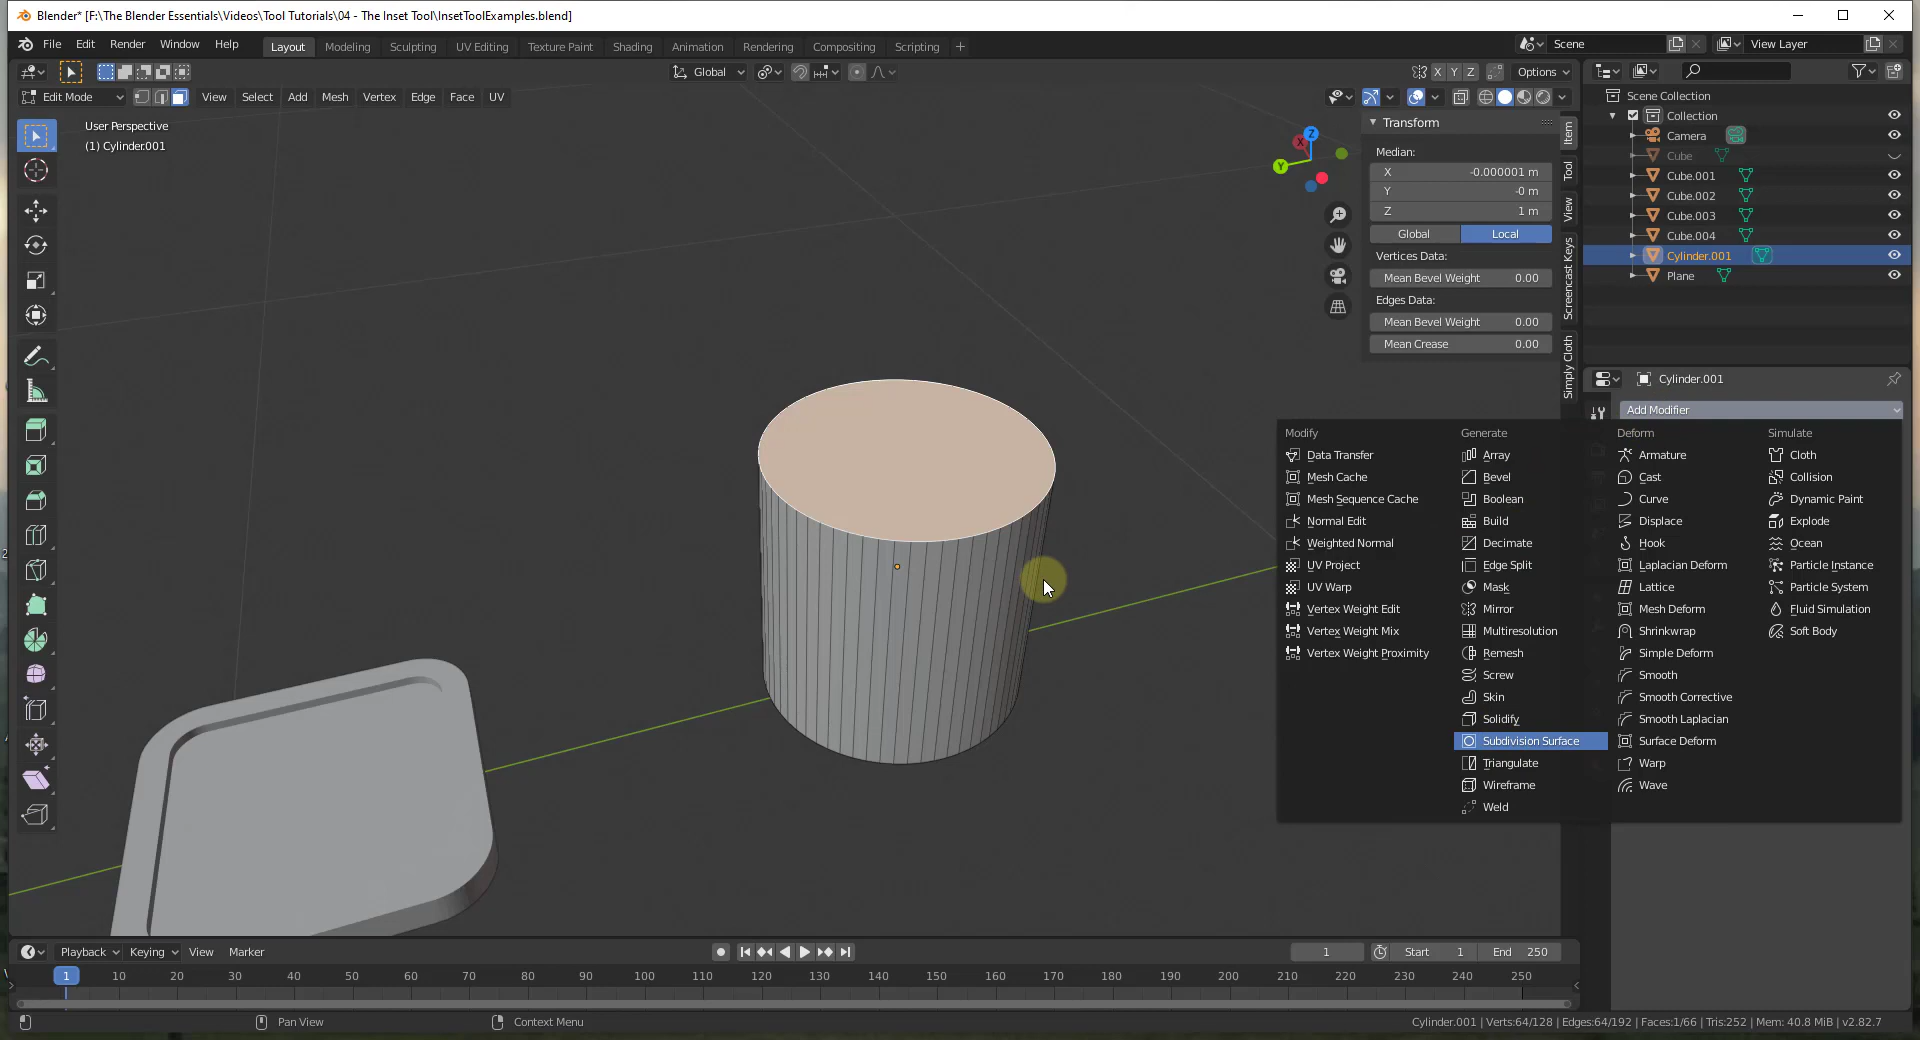 Blender* [F:\The Blender Essentials\Videos\Tool Tutorials\04 - The Inset Tool\InsetToolExamples.blend]
File Edit Render Window Help Layout Modeling Sculpting UV Editing Texture Paint Shading Animation Rendering Compositing Scripting + Scene View Layer
Global X Y Z Options
Edit Mode View Select Add Mesh Vertex Edge Face UV
User Perspective
(1) Cylinder.001
Z
X
Y
Transform
Median:
X -0.000001 m
Y -0 m
Z 1 m
Global Local
Vertices Data:
Mean Bevel Weight 0.00
Edges Data:
Mean Bevel Weight 0.00
Mean Crease 0.00
Item
Tool
View
Screencast Keys
Simply Cloth
Scene Collection
Collection
Camera
Cube
Cube.001
Cube.002
Cube.003
Cube.004
Cylinder.001
Plane
Cylinder.001
Add Modifier
Modify
Data Transfer
Mesh Cache
Mesh Sequence Cache
Normal Edit
Weighted Normal
UV Project
UV Warp
Vertex Weight Edit
Vertex Weight Mix
Vertex Weight Proximity
Generate
Array
Bevel
Boolean
Build
Decimate
Edge Split
Mask
Mirror
Multiresolution
Remesh
Screw
Skin
Solidify
Subdivision Surface
Triangulate
Wireframe
Weld
Deform
Armature
Cast
Curve
Displace
Hook
Laplacian Deform
Lattice
Mesh Deform
Shrinkwrap
Simple Deform
Smooth
Smooth Corrective
Smooth Laplacian
Surface Deform
Warp
Wave
Simulate
Cloth
Collision
Dynamic Paint
Explode
Ocean
Particle Instance
Particle System
Fluid Simulation
Soft Body
Playback Keying View Marker 1 Start 1 End 250
1 10 20 30 40 50 60 70 80 90 100 110 120 130 140 150 160 170 180 190 200 210 220 230 240 250
Pan View Context Menu Cylinder.001 | Verts:64/128 | Edges:64/192 | Faces:1/66 | Tris:252 | Mem: 40.8 MiB | v2.82.7